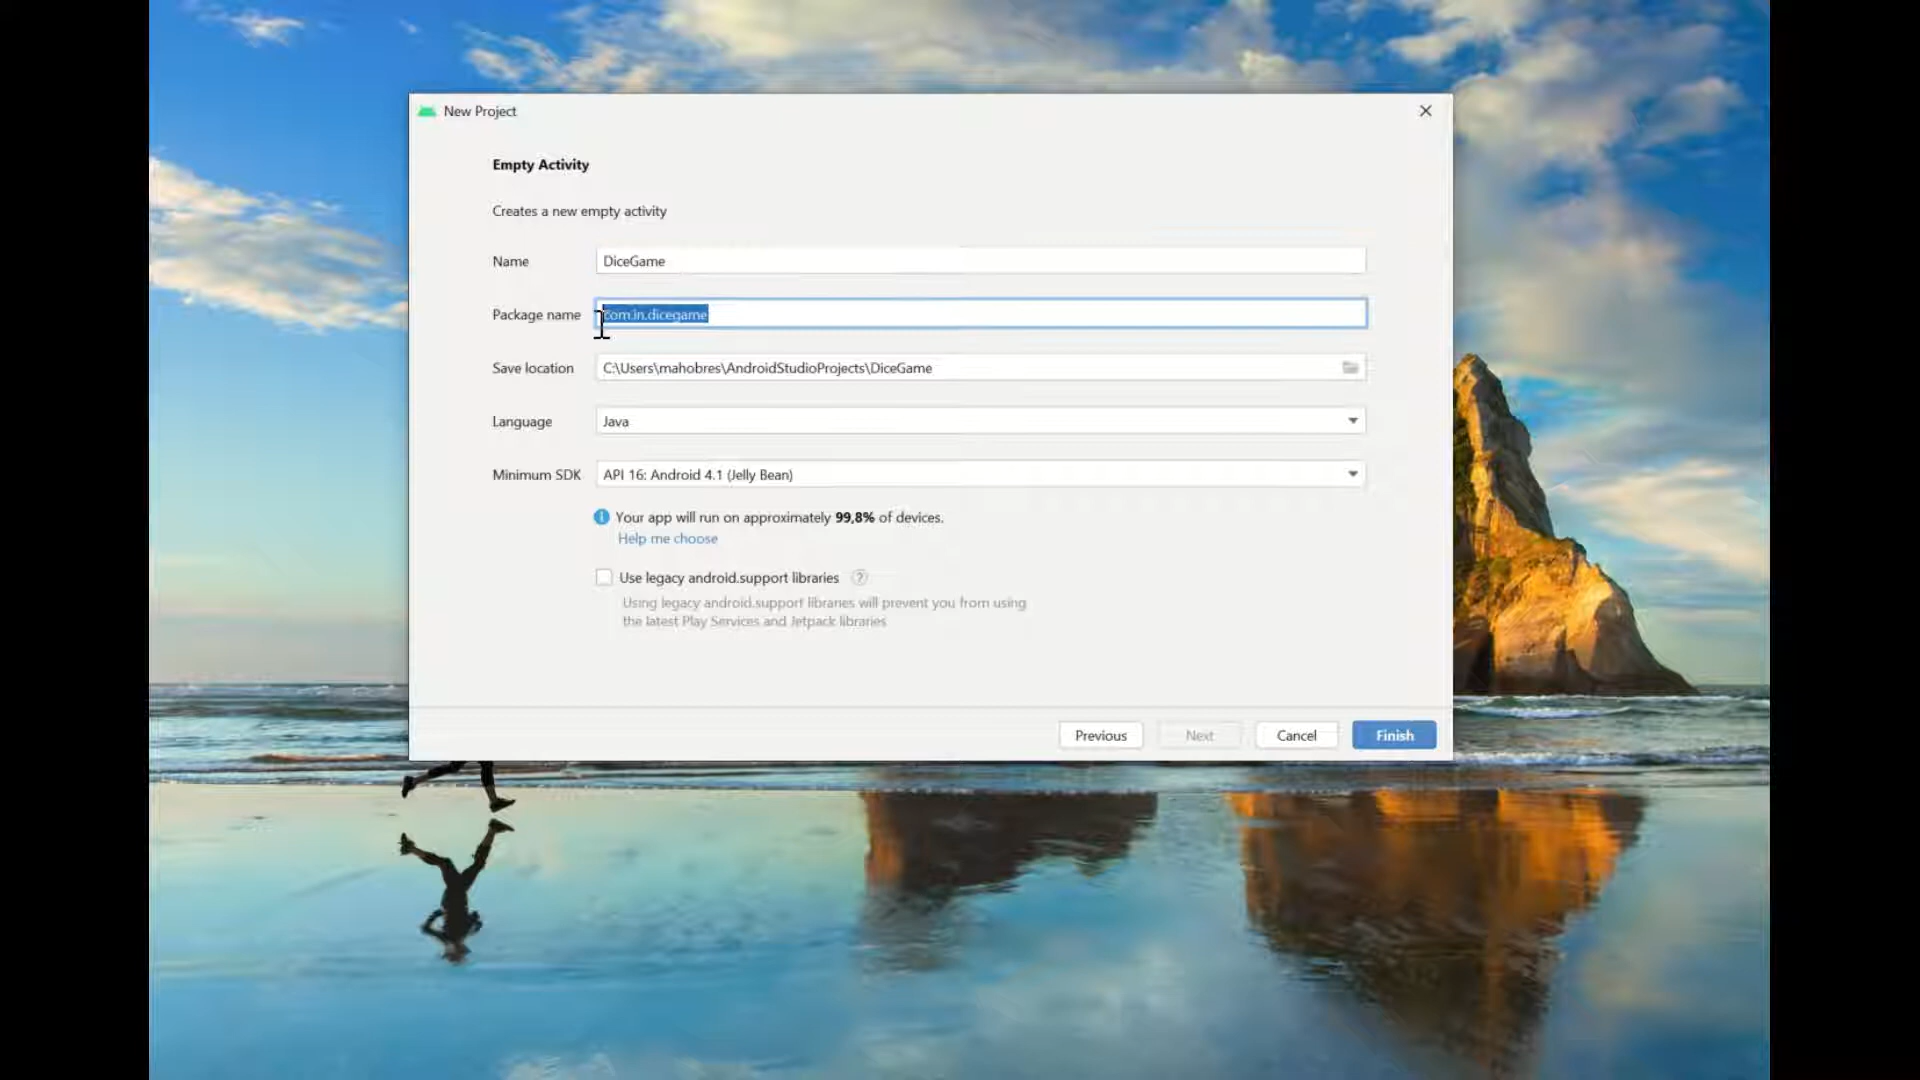 New Project
Empty Activity
Creates a new empty activity
Name DiceGame
Package name com.in.dicegame
Save location C:\Users\mahobres\AndroidStudioProjects\DiceGame
Language Java
Minimum SDK API 16: Android 4.1 (Jelly Bean)
Your app will run on approximately 99,8% of devices.
Help me choose
Use legacy android.support libraries ?
Using legacy android.support libraries will prevent you from using
the latest Play Services and Jetpack libraries
Previous Next Cancel Finish